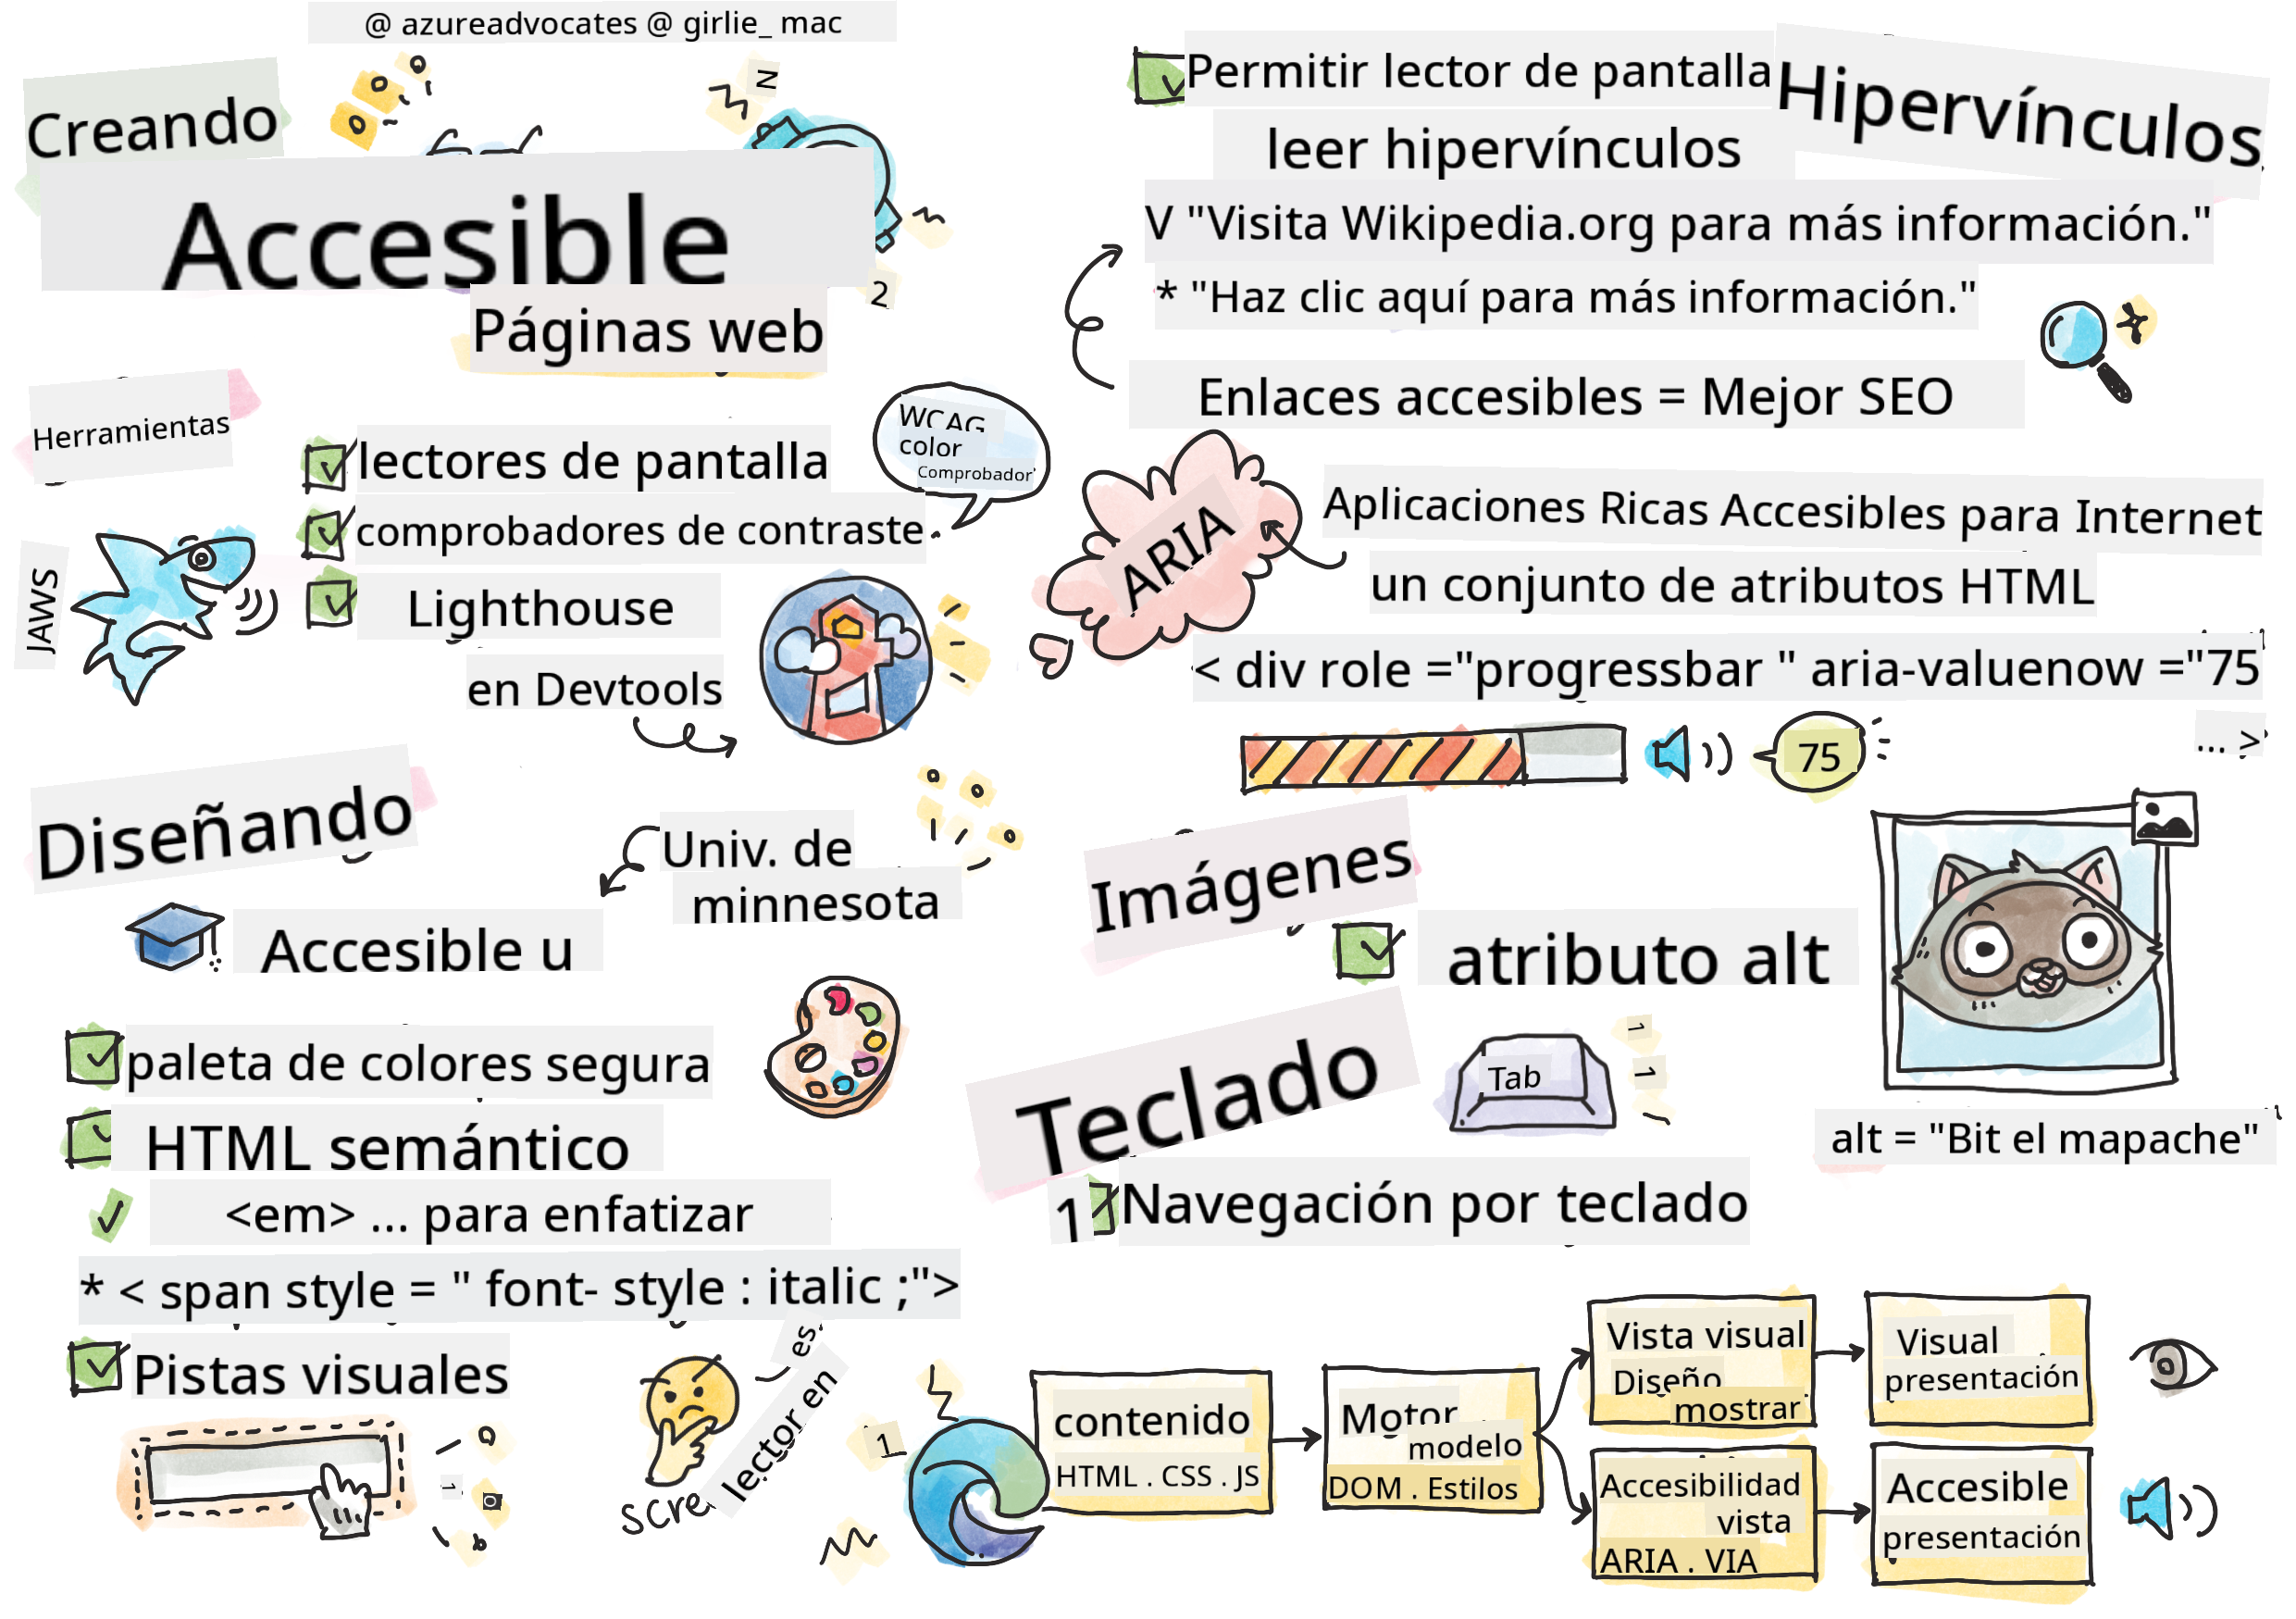 @ azureadvocates @ girlie_ mac
Creando
Accesible
Páginas web
N
2
Herramientas
lectores de pantalla
comprobadores de contraste
Lighthouse
en Devtools
JAWS
WCAG
color
Comprobador
Diseñando
Univ. de
minnesota
Accesible u
paleta de colores segura
HTML semántico
<em> ... para enfatizar
* < span style = " font- style : italic ;">
Pistas visuales
1
es
lector en
scre
Permitir lector de pantalla
leer hipervínculos
Hipervínculos
V "Visita Wikipedia.org para más información."
* "Haz clic aquí para más información."
Enlaces accesibles = Mejor SEO
ARIA
Aplicaciones Ricas Accesibles para Internet
un conjunto de atributos HTML
< div role ="progressbar " aria-valuenow ="75
... >
75
Imágenes
atributo alt
alt = "Bit el mapache"
Teclado
Tab
1
1
1
Navegación por teclado
1
contenido
HTML . CSS . JS
Motor
modelo
DOM . Estilos
Vista visual
Diseño
mostrar
Visual
presentación
Accesibilidad
vista
ARIA . VIA
Accesible
presentación